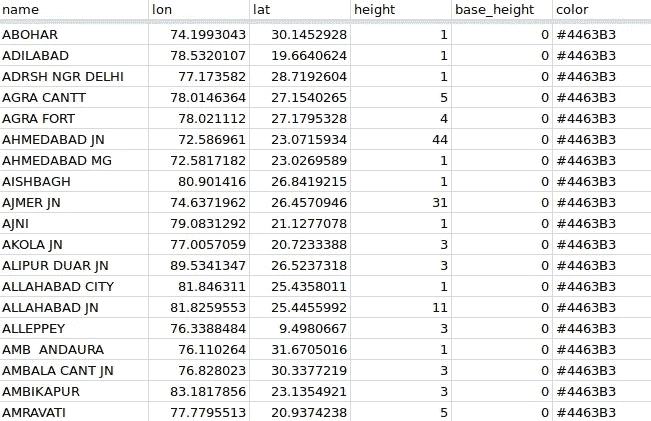 name lon lat height base_height color
ABOHAR 74.1993043 30.1452928 1 0 #4463B3
ADILABAD 78.5320107 19.6640624 1 0 #4463B3
ADRSH NGR DELHI 77.173582 28.7192604 1 0 #4463B3
AGRA CANTT 78.0146364 27.1540265 5 0 #4463B3
AGRA FORT 78.021112 27.1795328 4 0 #4463B3
AHMEDABAD JN 72.586961 23.0715934 44 0 #4463B3
AHMEDABAD MG 72.5817182 23.0269589 1 0 #4463B3
AISHBAGH 80.901416 26.8419215 1 0 #4463B3
AJMER JN 74.6371962 26.4570946 31 0 #4463B3
AJNI 79.0831292 21.1277078 1 0 #4463B3
AKOLA JN 77.0057059 20.7233388 3 0 #4463B3
ALIPUR DUAR JN 89.5341347 26.5237318 3 0 #4463B3
ALLAHABAD CITY 81.846311 25.4358011 1 0 #4463B3
ALLAHABAD JN 81.8259553 25.4455992 11 0 #4463B3
ALLEPPEY 76.3388484 9.4980667 3 0 #4463B3
AMB  ANDAURA 76.110264 31.6705016 1 0 #4463B3
AMBALA CANT JN 76.828023 30.3377219 3 0 #4463B3
AMBIKAPUR 83.1817856 23.1354921 3 0 #4463B3
AMRAVATI 77.7795513 20.9374238 5 0 #4463B3